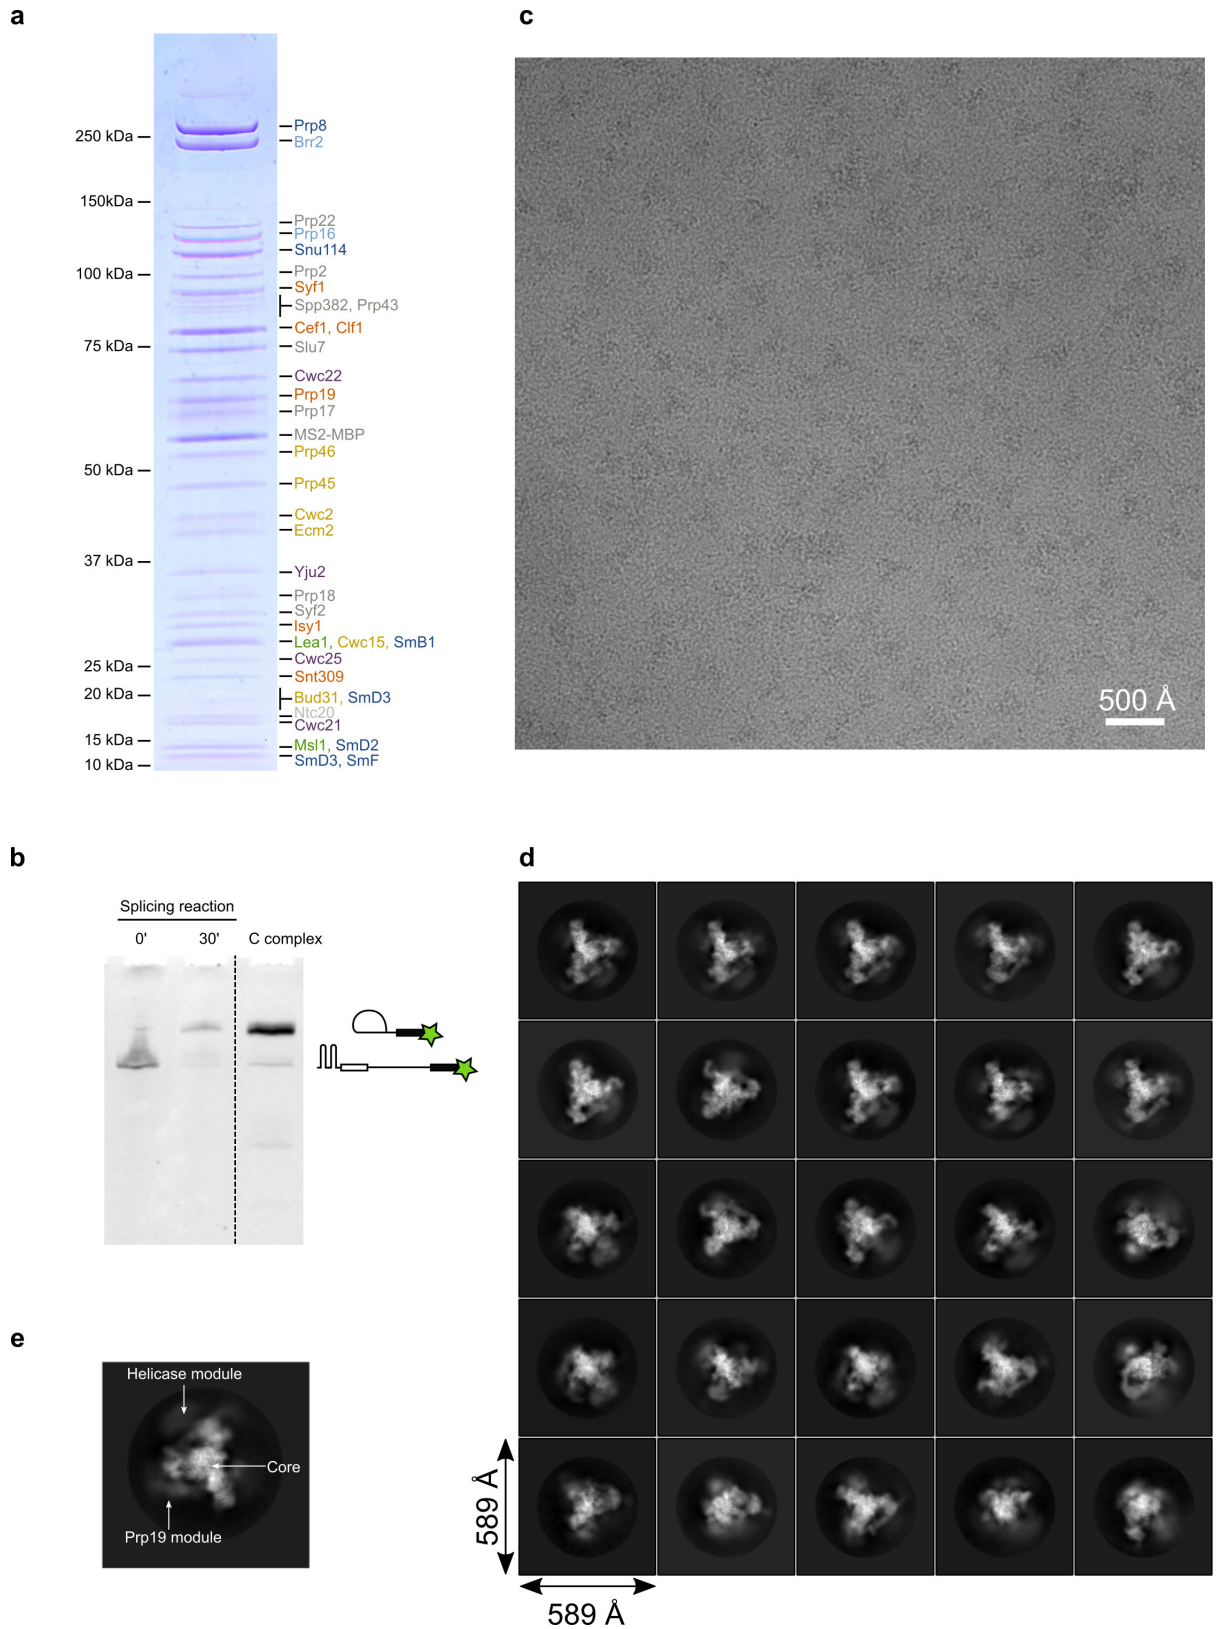 a
250 kDa
150kDa
100 kDa
75 kDa
50 kDa
37 kDa
25 kDa
20 kDa
15 kDa
10 kDa
Prp8
Brr2
Prp22
Prp16
Snu114
Prp2
Syf1
Spp382, Prp43
Cef1, Clf1
Slu7
Cwc22
Prp19
Prp17
MS2-MBP
Prp46
Prp45
Cwc2
Ecm2
Yju2
Prp18
Syf2
Isy1
Lea1, Cwc15, SmB1
Cwc25
Snt309
Bud31, SmD3
Ntc20
Cwc21
Msl1, SmD2
SmD3, SmF
c
500 Å
b
Splicing reaction
0' 30' C complex
d
589 Å
589 Å
e
Helicase module
Core
Prp19 module